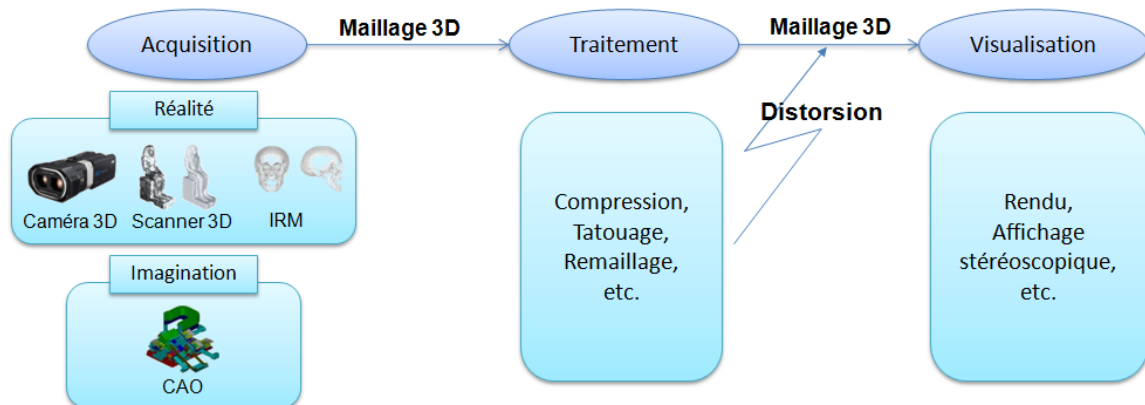 Acquisition
Maillage 3D
Traitement
Maillage 3D
Visualisation
Réalité
Caméra 3D
Scanner 3D
IRM
Imagination
CAO
Distorsion
Compression,
Tatouage,
Remaillage,
etc.
Rendu,
Affichage
stéréoscopique,
etc.